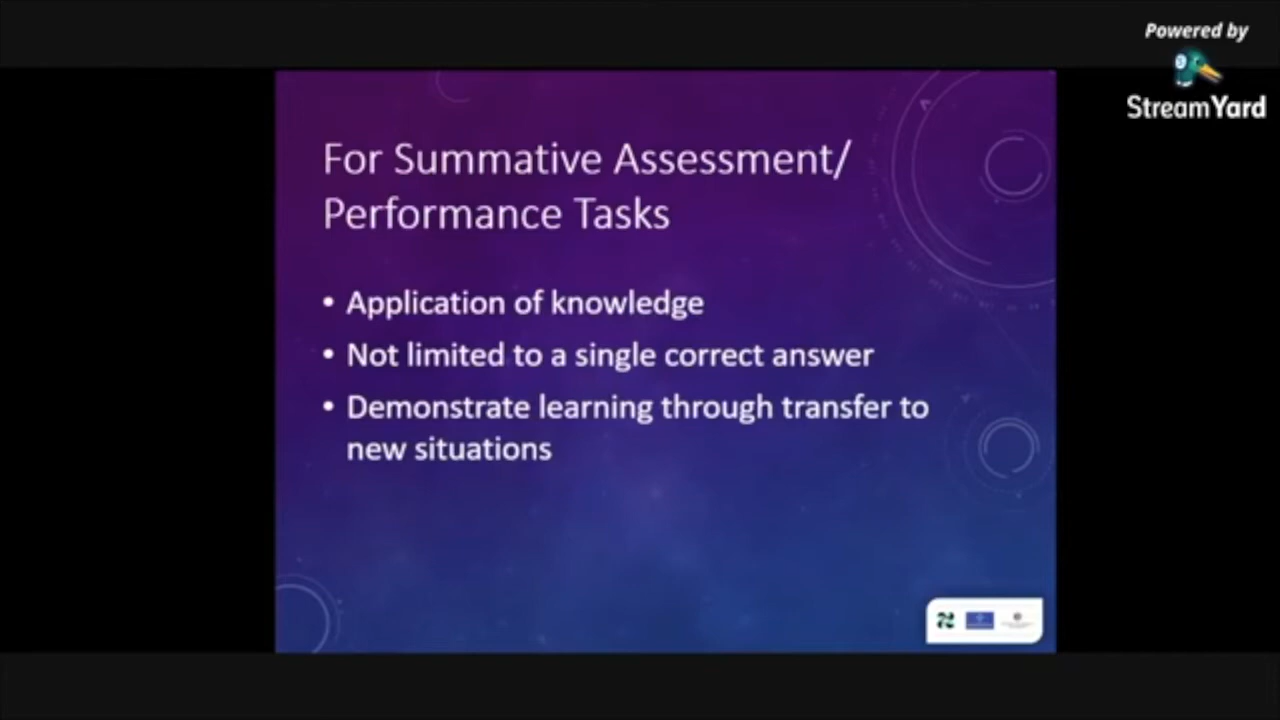 Powered by
StreamYard
For Summative Assessment/
Performance Tasks
• Application of knowledge
• Not limited to a single correct answer
• Demonstrate learning through transfer to
new situations